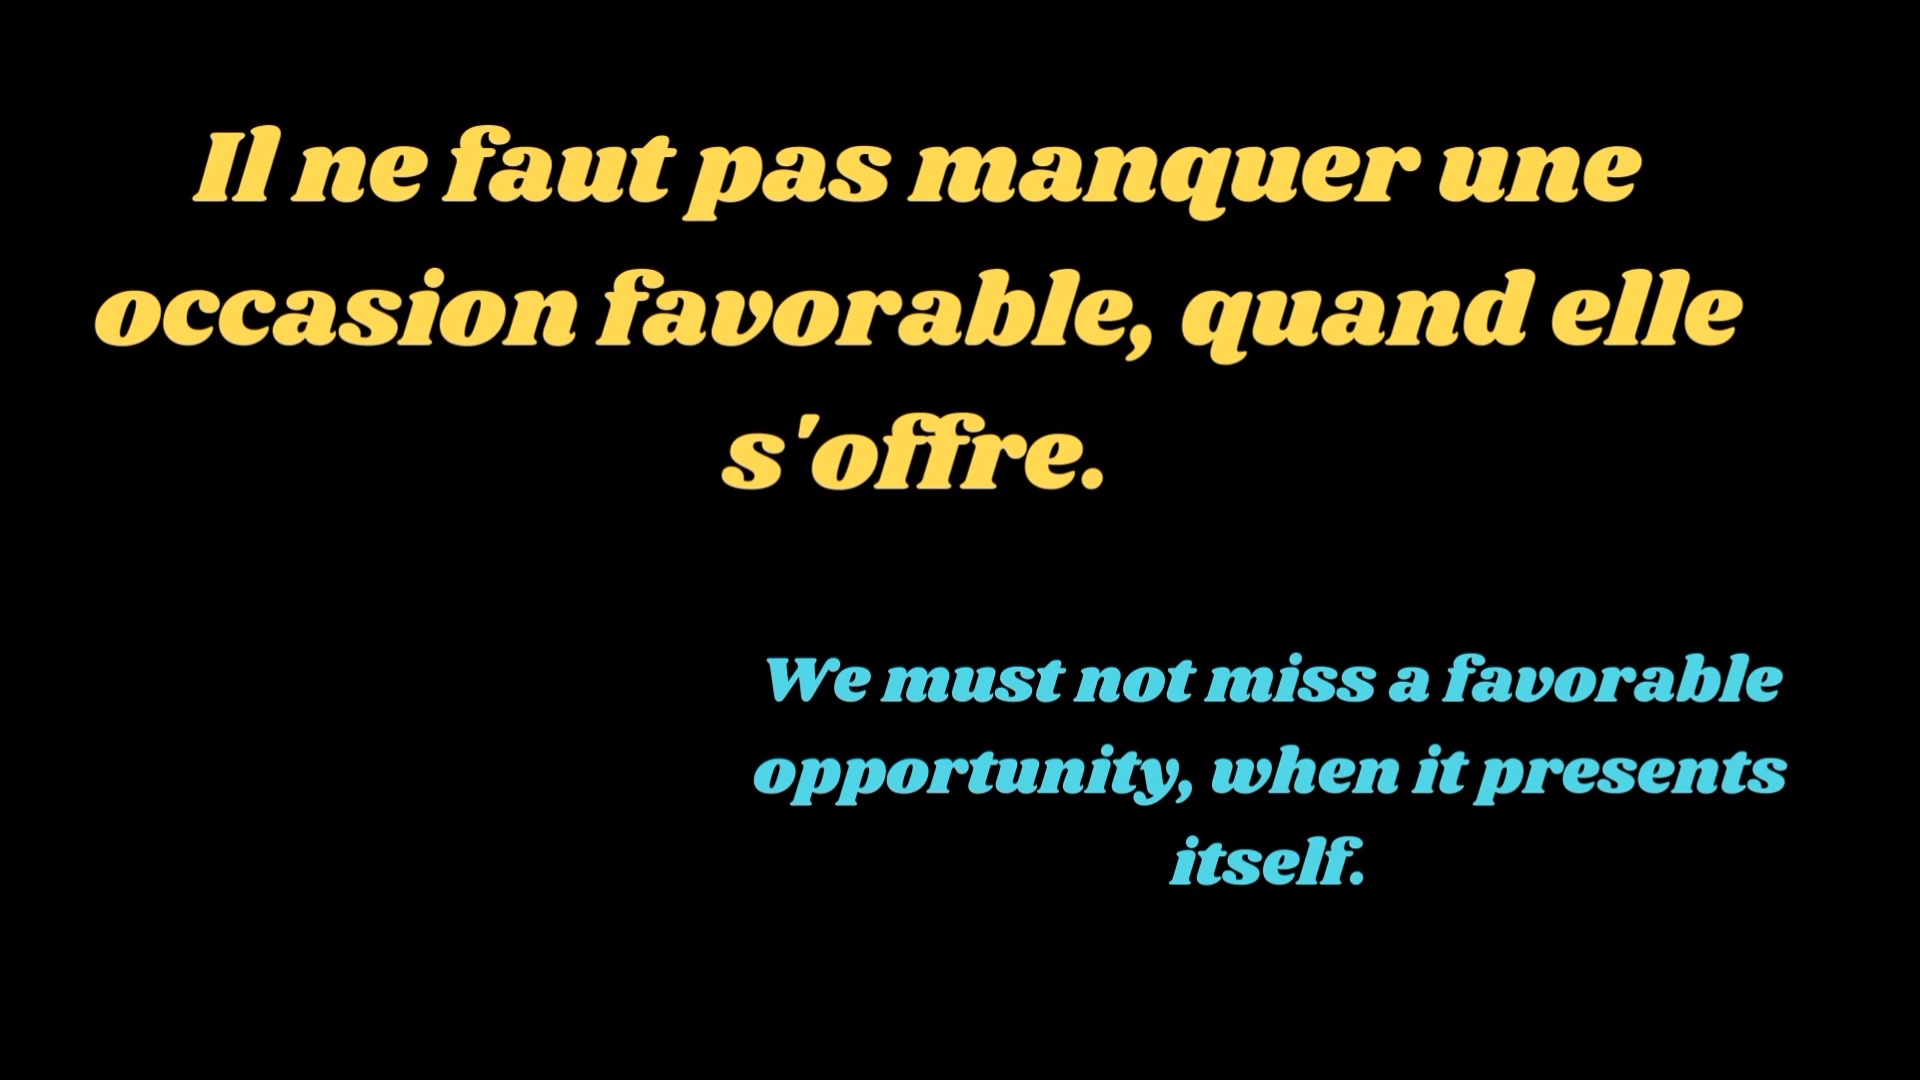 Il ne faut pas manquer une
occasion favorable, quand elle
s'offre.
We must not miss a favorable
opportunity, when it presents
itself.